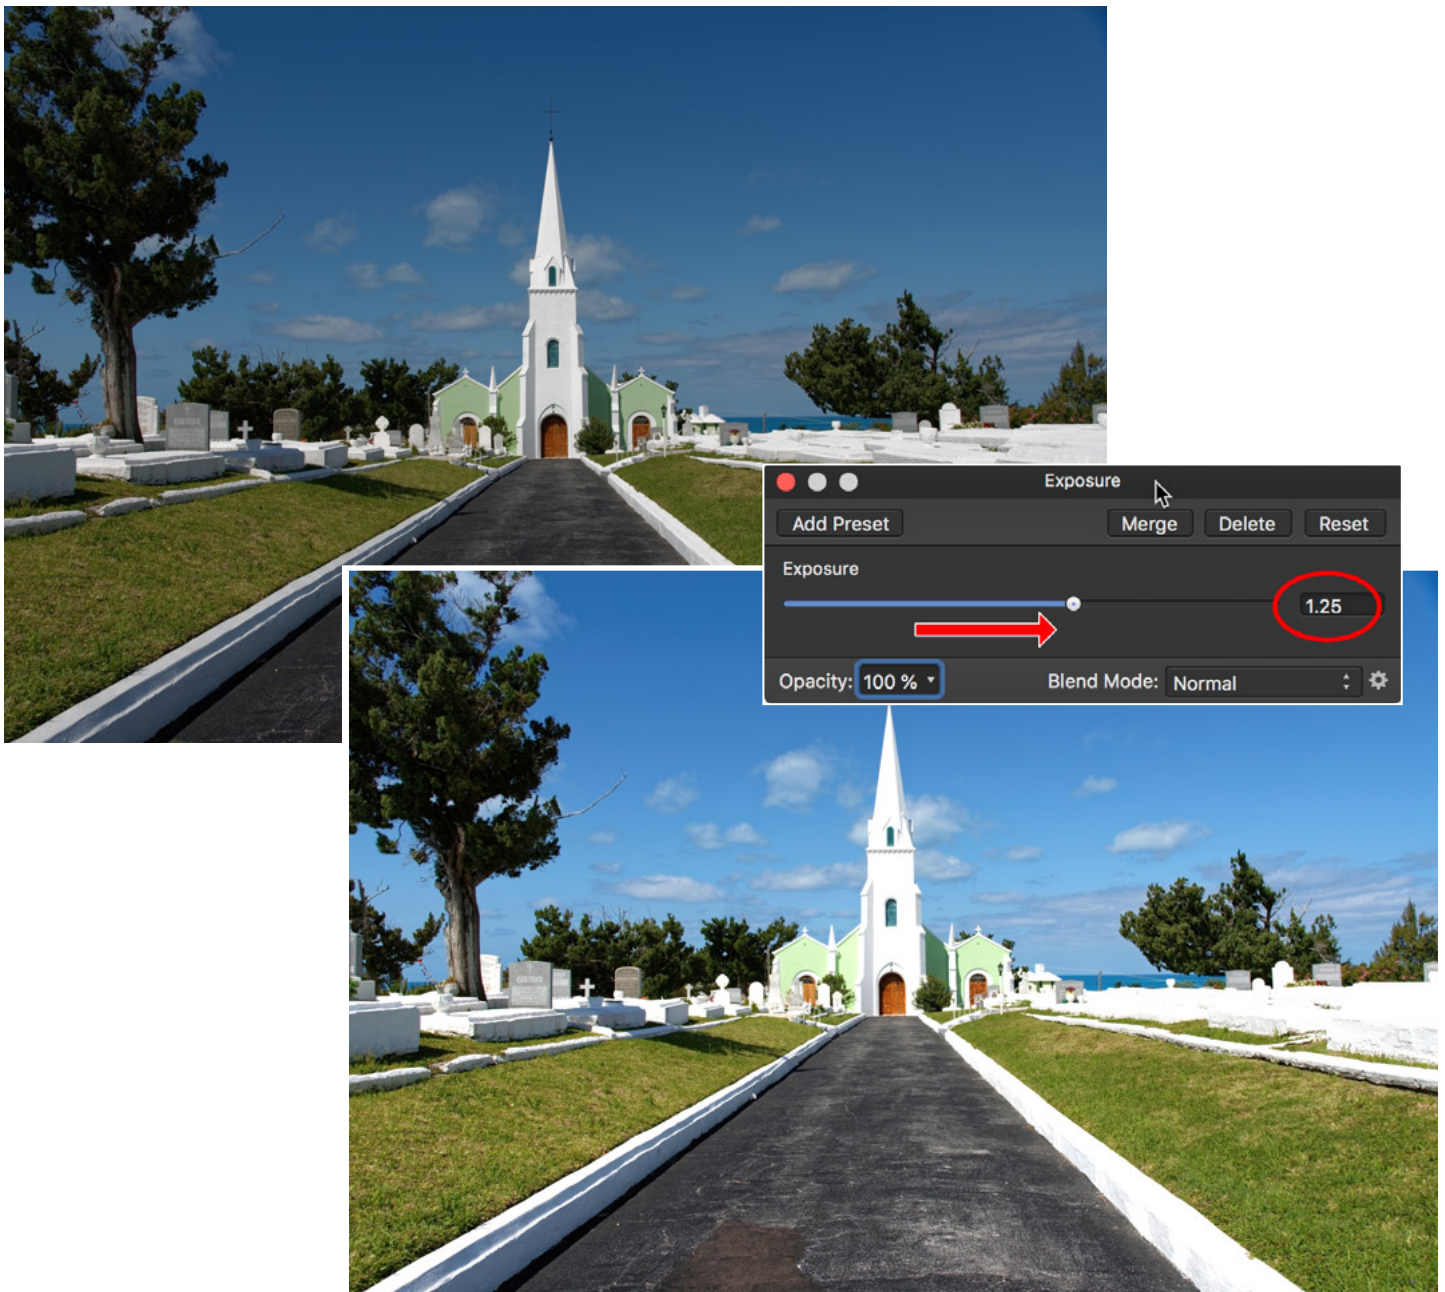 Exposure
Add Preset
Merge Delete Reset
Exposure
1.25
Opacity: 100 %
Blend Mode: Normal